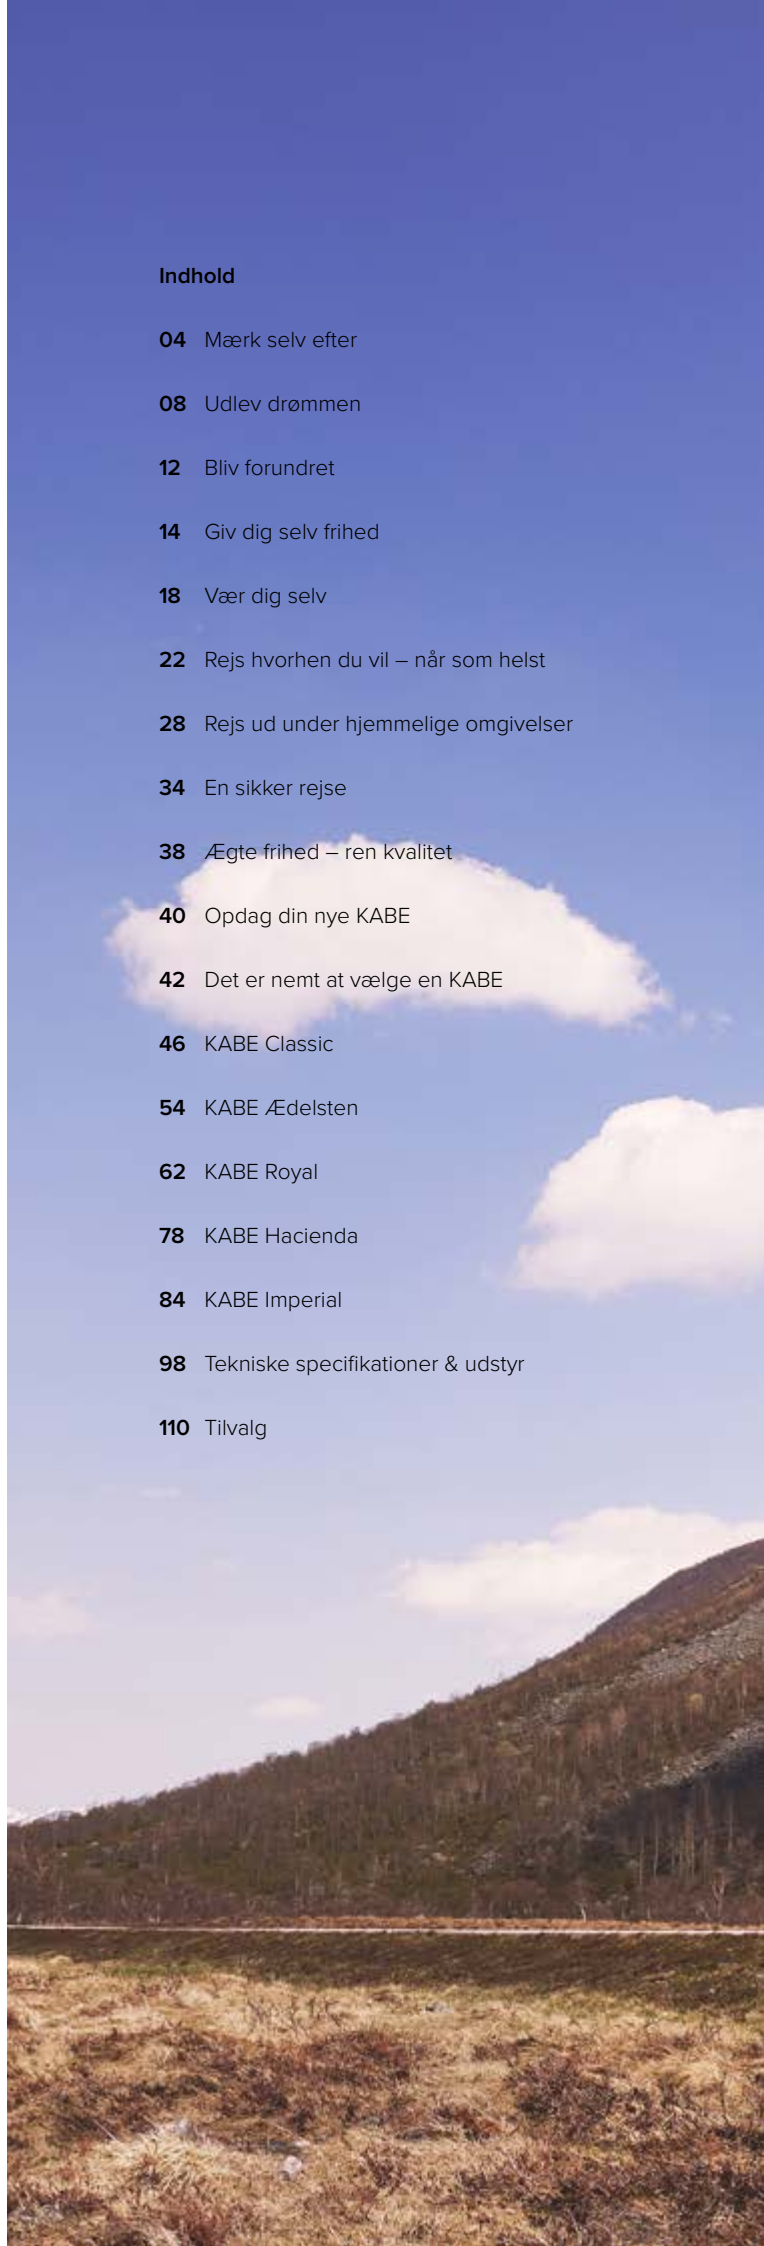 Indhold
04 Mærk selv efter
08 Udlev drømmen
12 Bliv forundret
14 Giv dig selv frihed
18 Vær dig selv
22 Rejs hvorhen du vil – når som helst
28 Rejs ud under hjemmelige omgivelser
34 En sikker rejse
38 Ægte frihed – ren kvalitet
40 Opdag din nye KABE
42 Det er nemt at vælge en KABE
46 KABE Classic
54 KABE Ædelsten
62 KABE Royal
78 KABE Hacienda
84 KABE Imperial
98 Tekniske specifikationer & udstyr
110 Tilvalg